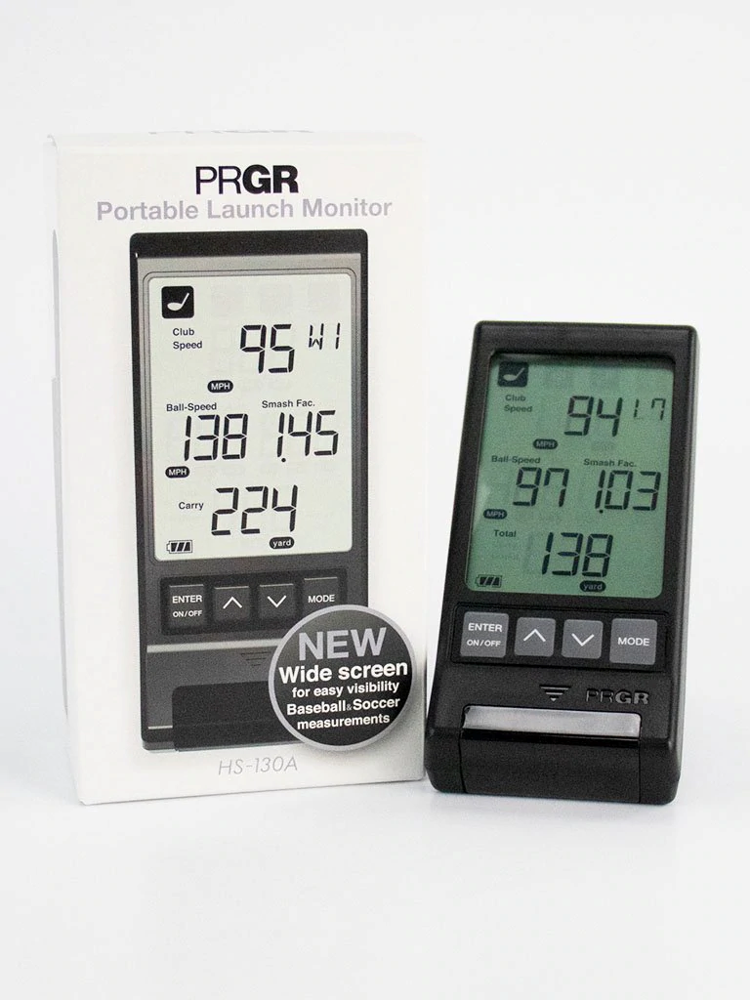 PRGR
Portable Launch Monitor
Club
Speed
95 W1
MPH
Ball-Speed Smash Fac.
138 1.45
MPH
Carry
224
yard
ENTER
ON/OFF
MODE
NEW
Wide screen
for easy visibility
Baseball&Soccer
measurements
HS-130A
Club
Speed
94 1.7
MPH
Ball-Speed Smash Fac.
97 1.03
MPH
Total
138
yard
ENTER
ON/OFF
MODE
PRGR